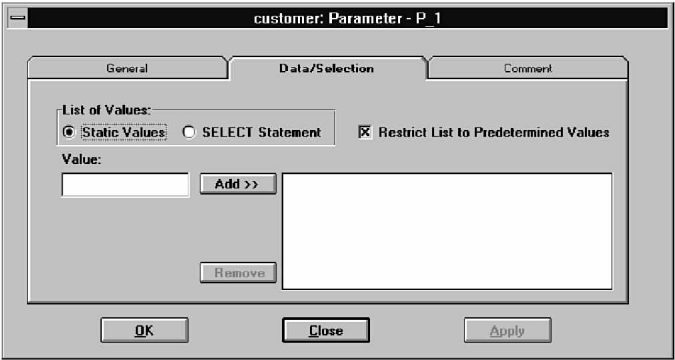 customer: Parameter - P_1
General Data/Selection Comment
List of Values:
Static Values SELECT Statement Restrict List to Predetermined Values
Value:
Add >>
Remove
OK Close Apply